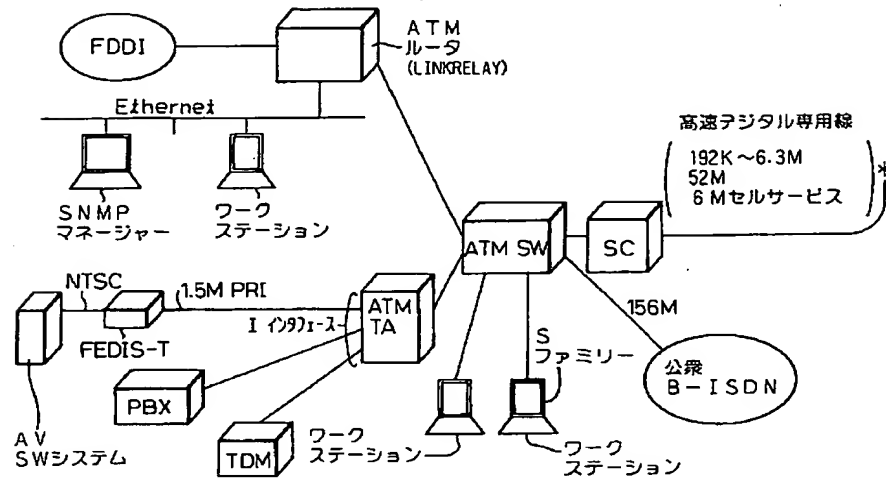 FDDI
ATM
ルータ
(LINKRELAY)
Ethernet
SNMP
マネージャー
ワーク
ステーション
高速デジタル専用線
192K～6.3M
52M
6Mセルサービス
*
ATM SW
SC
NTSC
1.5M PRI
I インタフェース
ATM
TA
FEDIS-T
156M
S
ファミリー
公衆
B-ISDN
PBX
AV
SWシステム
TDM
ワーク
ステーション
ワーク
ステーション